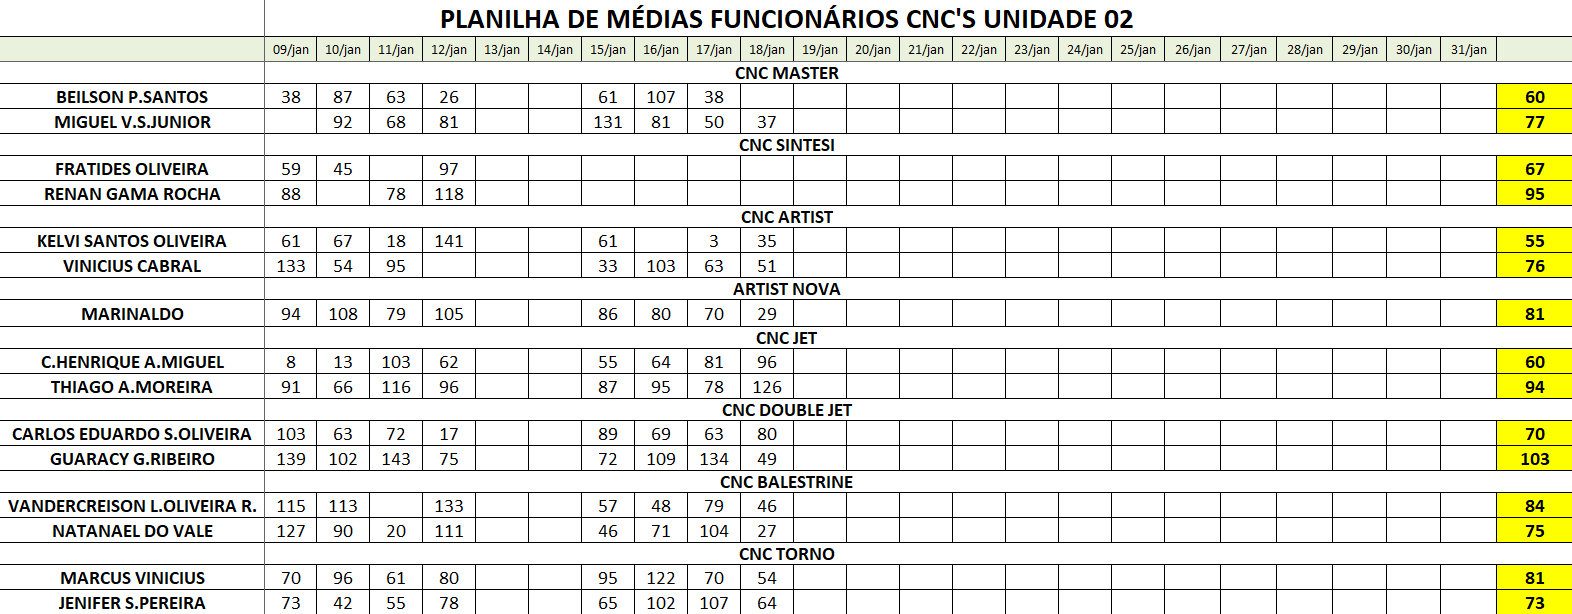 PLANILHA DE MÉDIAS FUNCIONÁRIOS CNC'S UNIDADE 02
09/jan 10/jan 11/jan 12/jan 13/jan 14/jan 15/jan 16/jan 17/jan 18/jan 19/jan 20/jan 21/jan 22/jan 23/jan 24/jan 25/jan 26/jan 27/jan 28/jan 29/jan 30/jan 31/jan
CNC MASTER
BEILSON P.SANTOS 38 87 63 26 61 107 38 60
MIGUEL V.S.JUNIOR 92 68 81 131 81 50 37 77
CNC SINTESI
FRATIDES OLIVEIRA 59 45 97 67
RENAN GAMA ROCHA 88 78 118 95
CNC ARTIST
KELVI SANTOS OLIVEIRA 61 67 18 141 61 3 35 55
VINICIUS CABRAL 133 54 95 33 103 63 51 76
ARTIST NOVA
MARINALDO 94 108 79 105 86 80 70 29 81
CNC JET
C.HENRIQUE A.MIGUEL 8 13 103 62 55 64 81 96 60
THIAGO A.MOREIRA 91 66 116 96 87 95 78 126 94
CNC DOUBLE JET
CARLOS EDUARDO S.OLIVEIRA 103 63 72 17 89 69 63 80 70
GUARACY G.RIBEIRO 139 102 143 75 72 109 134 49 103
CNC BALESTRINE
VANDERCREISON L.OLIVEIRA R. 115 113 133 57 48 79 46 84
NATANAEL DO VALE 127 90 20 111 46 71 104 27 75
CNC TORNO
MARCUS VINICIUS 70 96 61 80 95 122 70 54 81
JENIFER S.PEREIRA 73 42 55 78 65 102 107 64 73